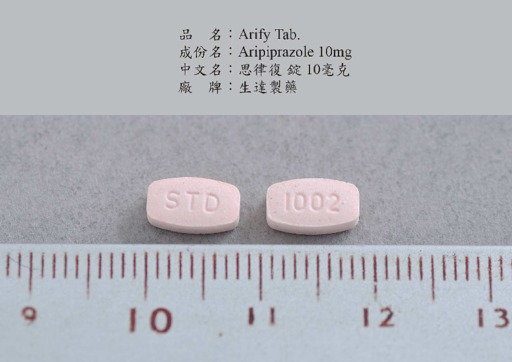 品　名：Arify Tab.
成份名：Aripiprazole 10mg
中文名：思律復 錠 10毫克
廠　牌：生達製藥
STD 1002
9 10 11 12 13